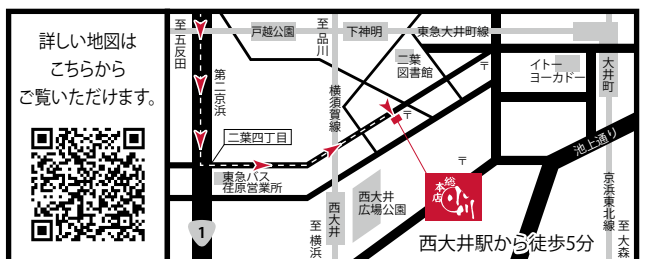 詳しい地図は
こちらから
ご覧いただけます。
至五反田
第二京浜
戸越公園
至品川
下神明
東急大井町線
二葉
図書館
〒
イトー
ヨーカドー
大井町
横須賀線
〒
二葉四丁目
池上通り
東急バス
荏原営業所
〒
総本店
小川
西大井
広場公園
西大井
京浜東北線
1
至横浜
西大井駅から徒歩5分
至大森